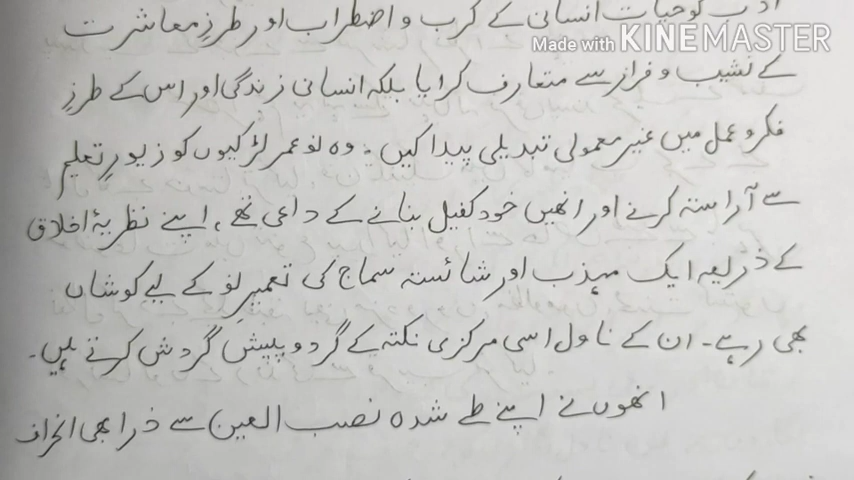 ادب کو حیات انسانی کے کرب و اضطراب اور طرزِ معاشرت
Made with KINEMASTER
کے نشیب و فراز سے متعارف کرایا بلکہ انسانی زندگی اور اس کے طرزِ
فکر و عمل میں غیر معمولی تبدیلی پیدا کیں۔ وہ نو عمر لڑکیوں کو زیورِ تعلیم
سے آراستہ کرنے اور انھیں خود کفیل بنانے کے داعی تھے، اپنے نظریۂ اخلاق
کے ذریعہ ایک مہذب اور شائستہ سماج کی تعمیرِ نو کے لیے کوشاں
بھی رہے۔ ان کے ناول اسی مرکزی نکتہ کے گرد و پیش گردش کرتے ہیں۔
انھوں نے اپنے طے شدہ نصب العین سے ذرا بھی انحراف